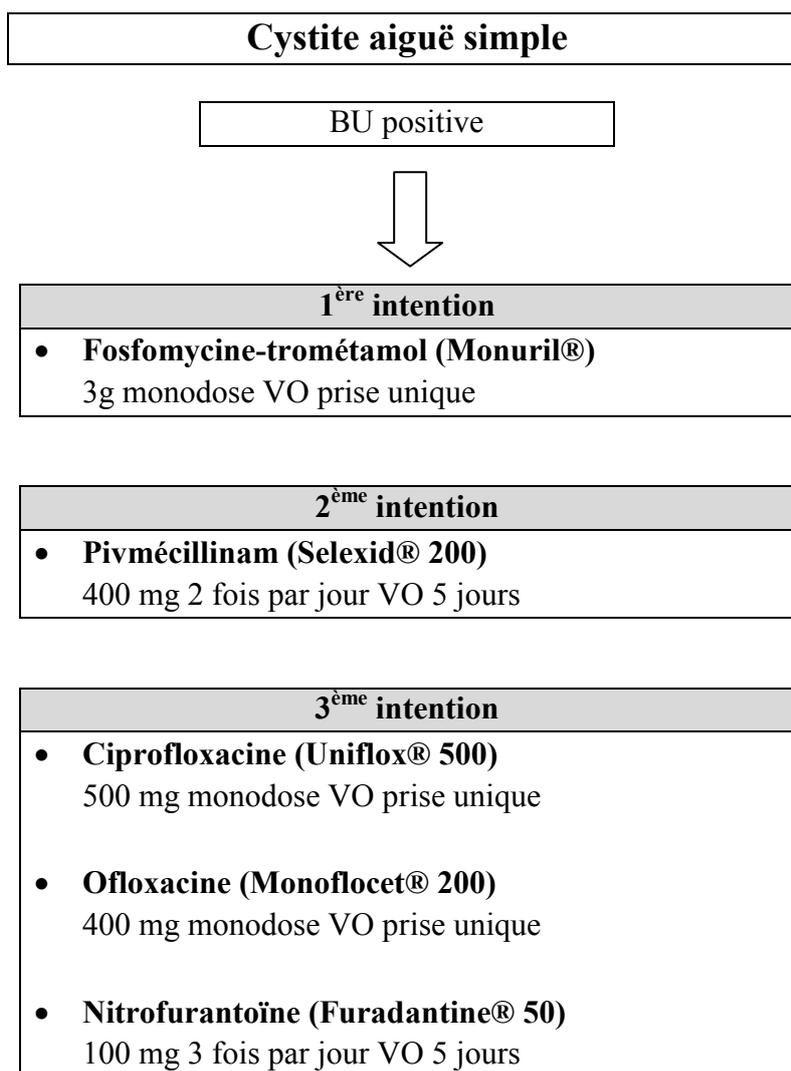 Cystite aiguë simple
BU positive
1ère intention
• Fosfomycine-trométamol (Monuril®)
3g monodose VO prise unique
2ème intention
• Pivmécillinam (Selexid® 200)
400 mg 2 fois par jour VO 5 jours
3ème intention
• Ciprofloxacine (Uniflox® 500)
500 mg monodose VO prise unique
• Ofloxacine (Monoflocet® 200)
400 mg monodose VO prise unique
• Nitrofurantoïne (Furadantine® 50)
100 mg 3 fois par jour VO 5 jours